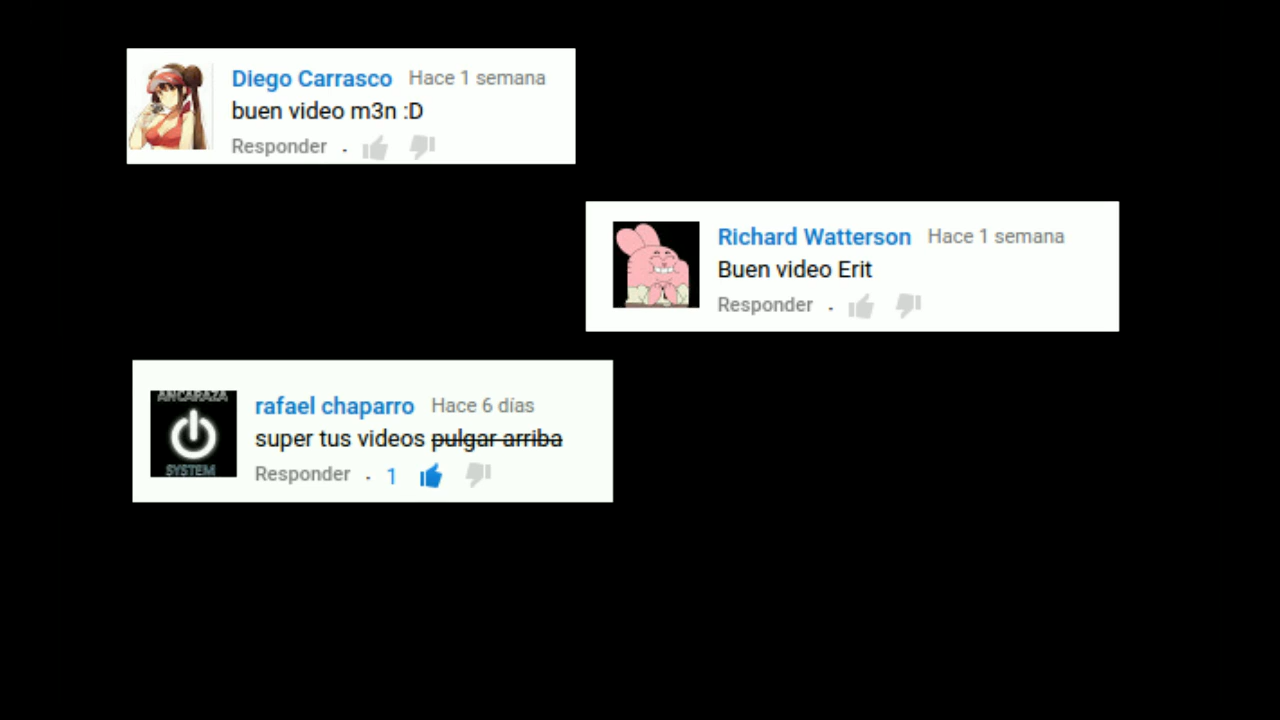 Diego Carrasco Hace 1 semana
buen video m3n :D
Responder .
Richard Watterson Hace 1 semana
Buen video Erit
Responder .
ANCARAZA
SYSTEM
rafael chaparro Hace 6 días
super tus videos pulgar arriba
Responder . 1